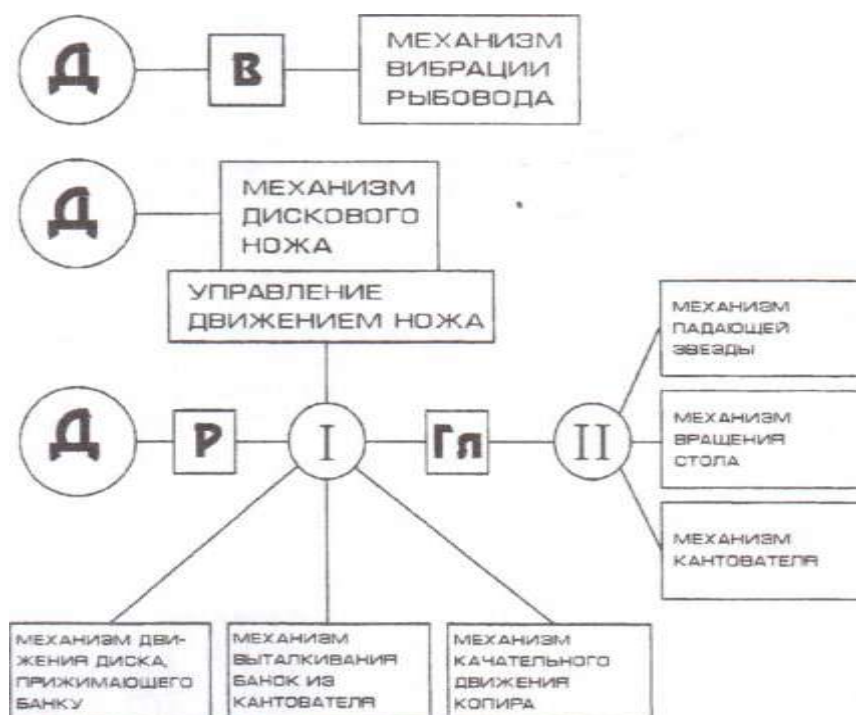 Д
В
МЕХАНИЗМ
ВИБРАЦИИ
РЫБОВОДА
Д
МЕХАНИЗМ
ДИСКОВОГО
НОЖА
УПРАВЛЕНИЕ
ДВИЖЕНИЕМ НОЖА
МЕХАНИЗМ
ПАДАЮЩЕЙ
ЗВЕЗДЫ
Д
Р
I
Гл
II
МЕХАНИЗМ
ВРАЩЕНИЯ
СТОЛА
МЕХАНИЗМ
КАНТОВАТЕЛЯ
МЕХАНИЗМ ДВИ-
ЖЕНИЯ ДИСКА,
ПРИЖИМАЮЩЕГО
БАНКУ
МЕХАНИЗМ
ВЫТАЛКИВАНИЯ
БАНОК ИЗ
КАНТОВАТЕЛЯ
МЕХАНИЗМ
КАЧАТЕЛЬНОГО
ДВИЖЕНИЯ
КОПИРА